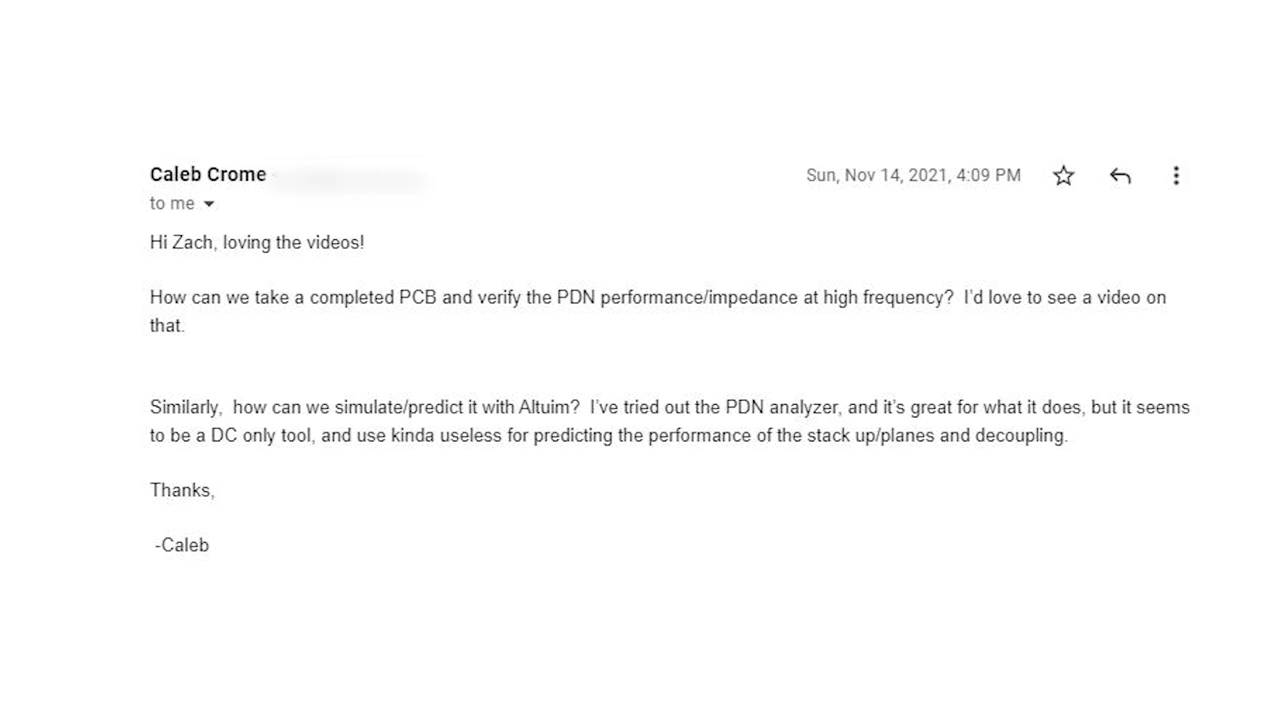 Caleb Crome
Sun, Nov 14, 2021, 4:09 PM
to me
Hi Zach, loving the videos!
How can we take a completed PCB and verify the PDN performance/impedance at high frequency? I'd love to see a video on
that.
Similarly, how can we simulate/predict it with Altuim? I've tried out the PDN analyzer, and it's great for what it does, but it seems
to be a DC only tool, and use kinda useless for predicting the performance of the stack up/planes and decoupling.
Thanks,
-Caleb